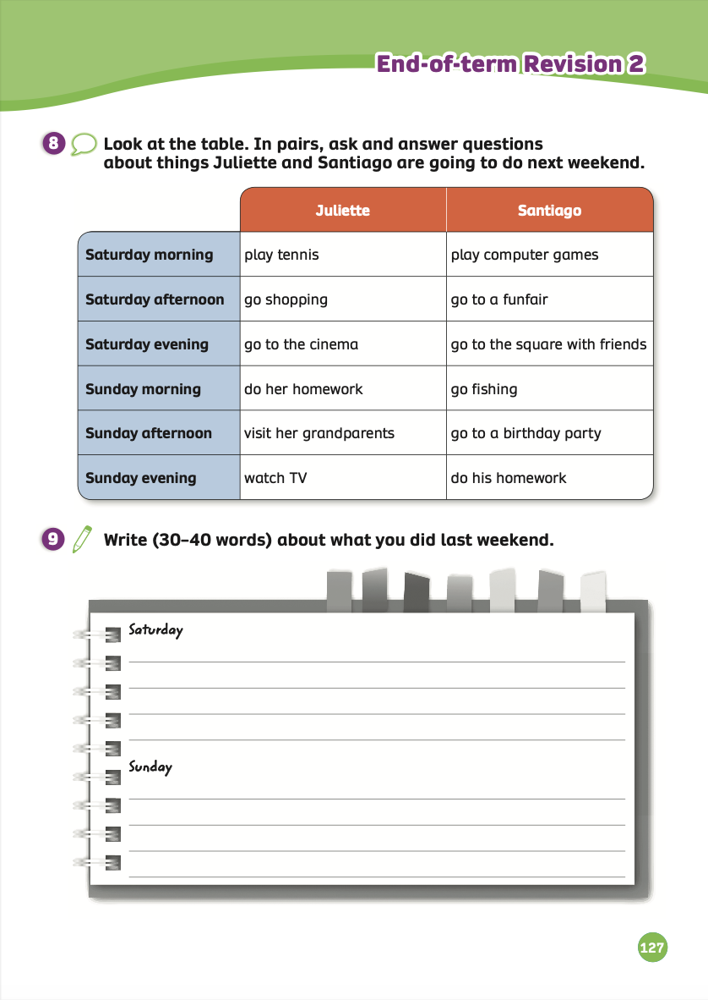 End-of-term Revision 2
8 Look at the table. In pairs, ask and answer questions
about things Juliette and Santiago are going to do next weekend.
Juliette Santiago
Saturday morning play tennis play computer games
Saturday afternoon go shopping go to a funfair
Saturday evening go to the cinema go to the square with friends
Sunday morning do her homework go fishing
Sunday afternoon visit her grandparents go to a birthday party
Sunday evening watch TV do his homework
9 Write (30–40 words) about what you did last weekend.
Saturday
Sunday
127